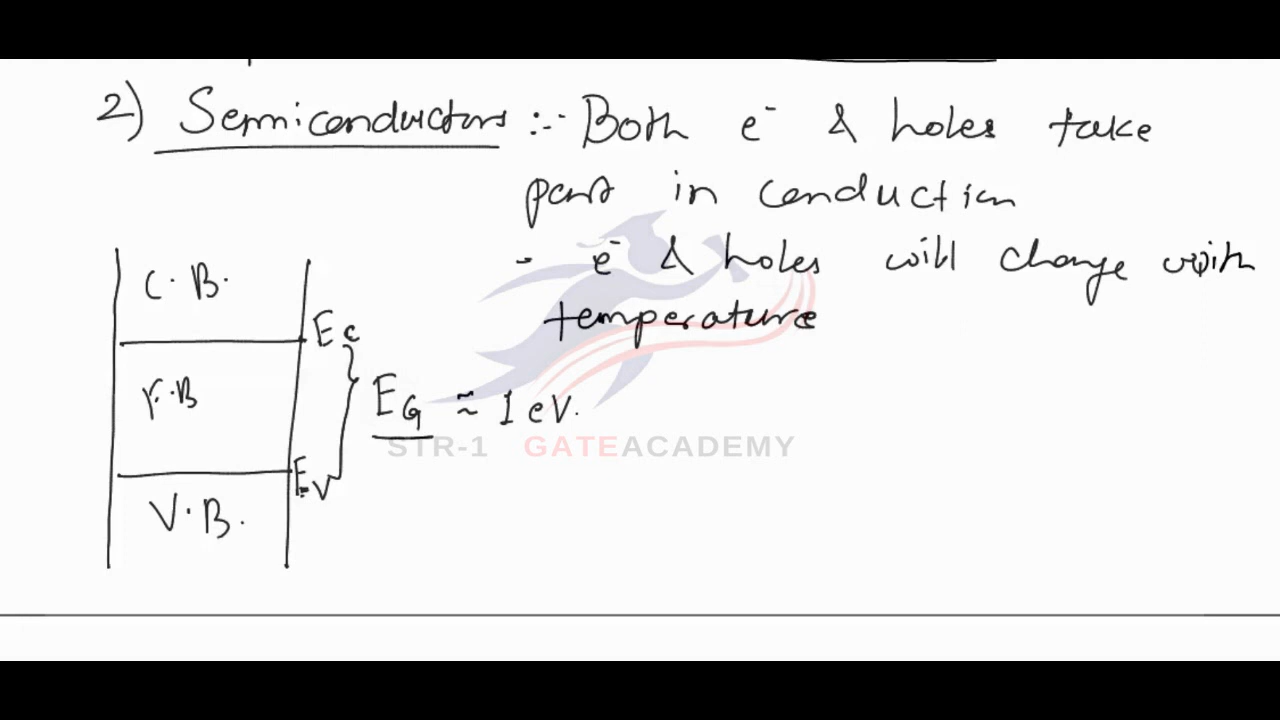 2) Semiconductors :- Both e⁻ & holes take
part in conduction
- e⁻ & holes will change with
temperature
C.B.
Ec
F.B
EG ≈ 1 eV.
STR-1 GATEACADEMY
Ev
V.B.